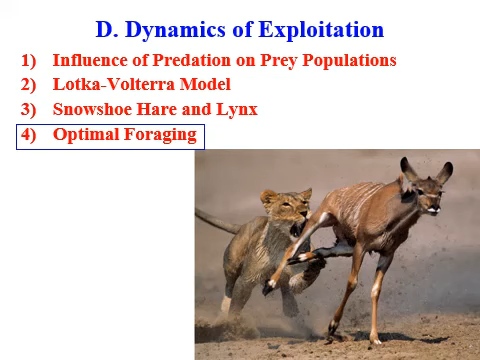 D. Dynamics of Exploitation
1) Influence of Predation on Prey Populations
2) Lotka-Volterra Model
3) Snowshoe Hare and Lynx
4) Optimal Foraging